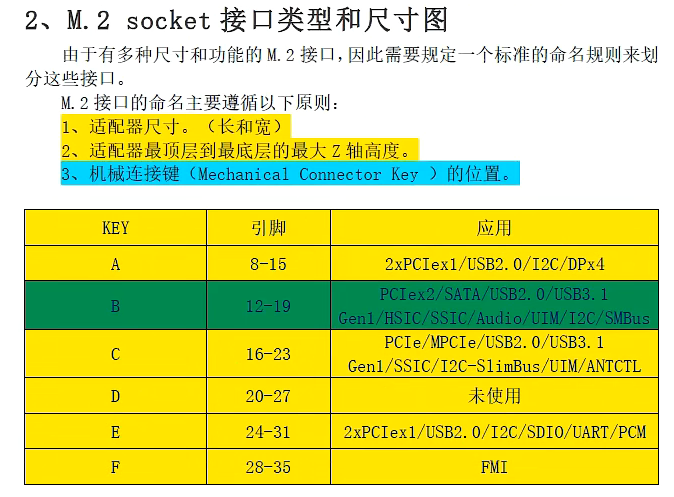 2、M.2 socket 接口类型和尺寸图
由于有多种尺寸和功能的 M.2 接口，因此需要规定一个标准的命名规则来划
分这些接口。
M.2 接口的命名主要遵循以下原则：
1、适配器尺寸。（长和宽）
2、适配器最顶层到最底层的最大 Z 轴高度。
3、机械连接键（Mechanical Connector Key ）的位置。
KEY 引脚 应用
A 8-15 2xPCIex1/USB2.0/I2C/DPx4
B 12-19 PCIex2/SATA/USB2.0/USB3.1
Gen1/HSIC/SSIC/Audio/UIM/I2C/SMBus
C 16-23 PCIe/MPCIe/USB2.0/USB3.1
Gen1/SSIC/I2C-SlimBus/UIM/ANTCTL
D 20-27 未使用
E 24-31 2xPCIex1/USB2.0/I2C/SDIO/UART/PCM
F 28-35 FMI